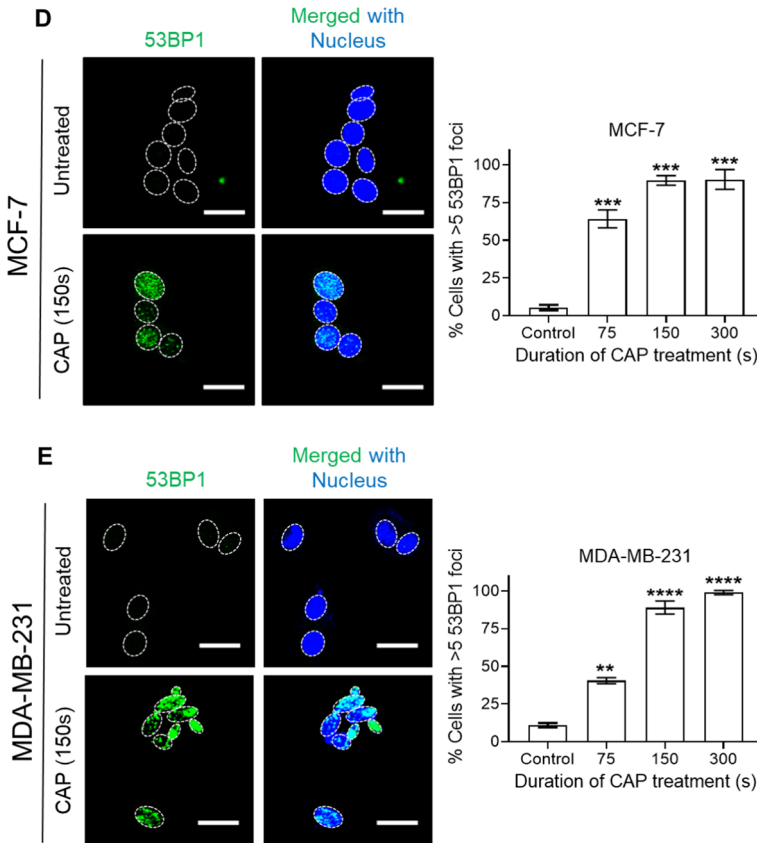 D
53BP1
Merged with
Nucleus
MCF-7
Untreated
CAP (150s)
MCF-7
% Cells with >5 53BP1 foci
100
75
50
25
0
***
***
***
Control
75
150
300
Duration of CAP treatment (s)
E
53BP1
Merged with
Nucleus
MDA-MB-231
Untreated
CAP (150s)
MDA-MB-231
% Cells with >5 53BP1 foci
100
75
50
25
0
**
****
****
Control
75
150
300
Duration of CAP treatment (s)